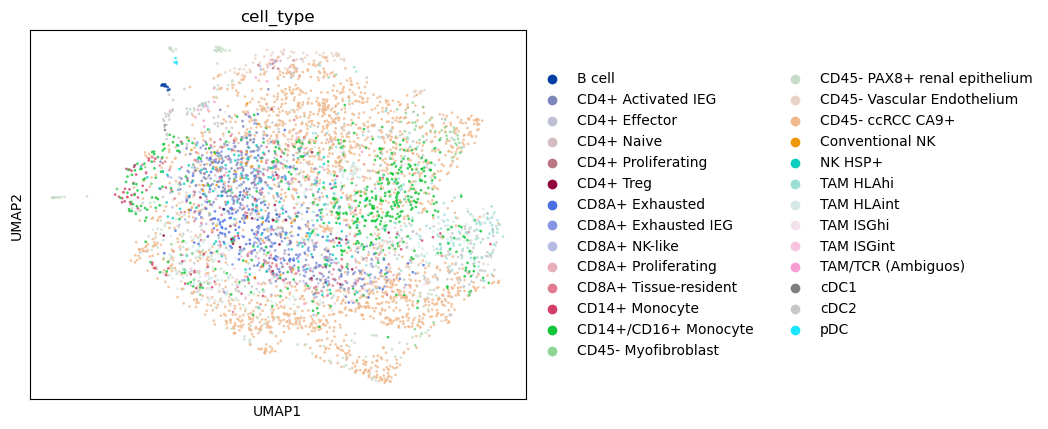 cell_type
UMAP2
UMAP1
B cell
CD4+ Activated IEG
CD4+ Effector
CD4+ Naive
CD4+ Proliferating
CD4+ Treg
CD8A+ Exhausted
CD8A+ Exhausted IEG
CD8A+ NK-like
CD8A+ Proliferating
CD8A+ Tissue-resident
CD14+ Monocyte
CD14+/CD16+ Monocyte
CD45- Myofibroblast
CD45- PAX8+ renal epithelium
CD45- Vascular Endothelium
CD45- ccRCC CA9+
Conventional NK
NK HSP+
TAM HLAhi
TAM HLAint
TAM ISGhi
TAM ISGint
TAM/TCR (Ambiguos)
cDC1
cDC2
pDC